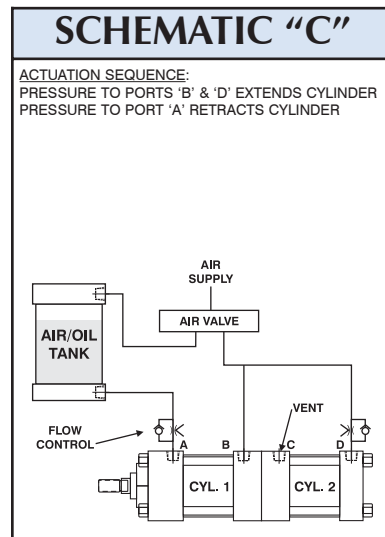 SCHEMATIC “C”
ACTUATION SEQUENCE:
PRESSURE TO PORTS ‘B’ & ‘D’ EXTENDS CYLINDER
PRESSURE TO PORT ‘A’ RETRACTS CYLINDER
AIR
SUPPLY
AIR VALVE
AIR/OIL
TANK
VENT
FLOW
CONTROL
A
B
C
D
CYL. 1
CYL. 2